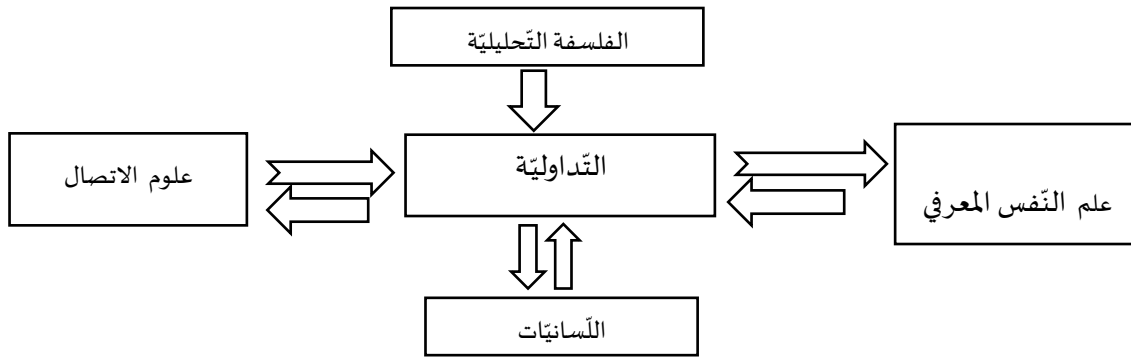 الفلسفة التّحليليّة
التّداوليّة
علوم الاتصال
علم النّفس المعرفي
اللّسانيّات